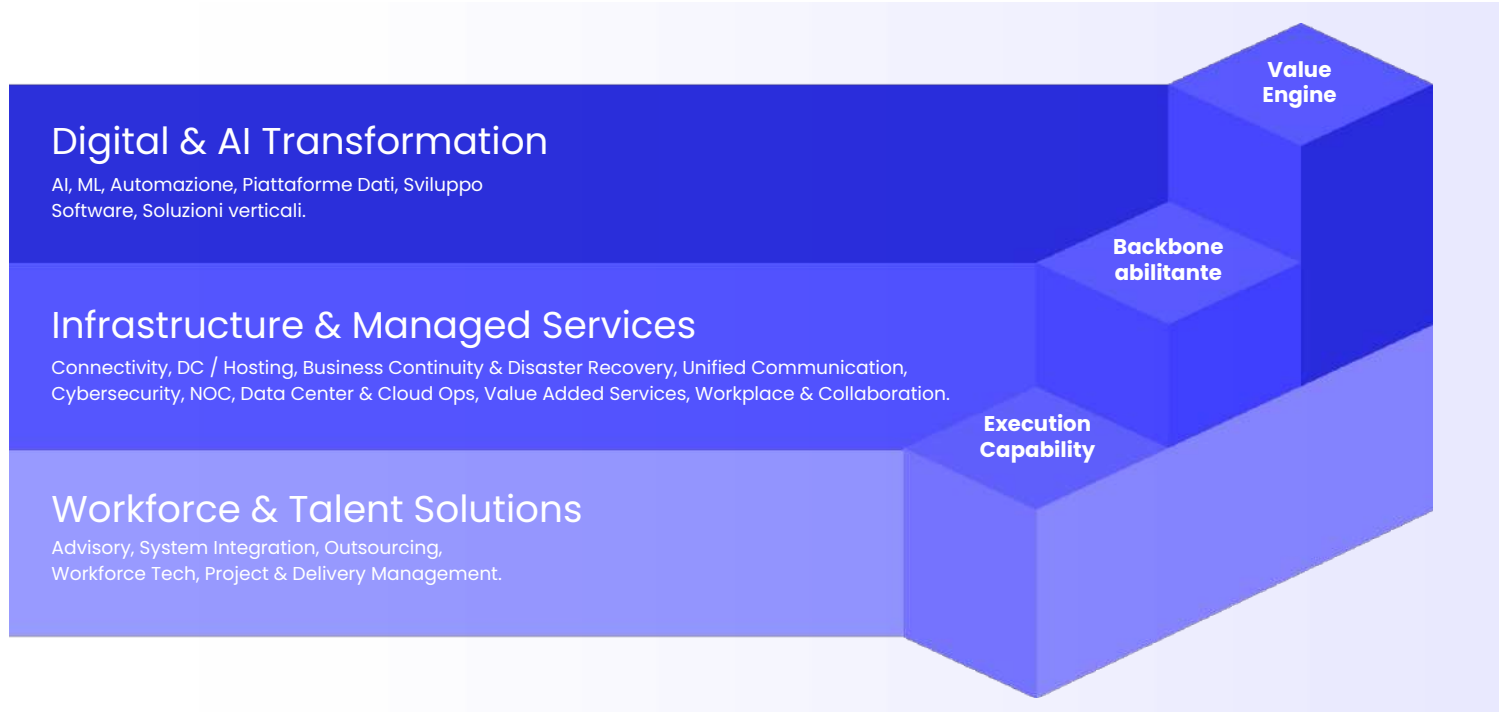 Value
Engine
Digital & AI Transformation
AI, ML, Automazione, Piattaforme Dati, Sviluppo
Software, Soluzioni verticali.
Backbone
abilitante
Infrastructure & Managed Services
Connectivity, DC / Hosting, Business Continuity & Disaster Recovery, Unified Communication,
Cybersecurity, NOC, Data Center & Cloud Ops, Value Added Services, Workplace & Collaboration.
Execution
Capability
Workforce & Talent Solutions
Advisory, System Integration, Outsourcing,
Workforce Tech, Project & Delivery Management.